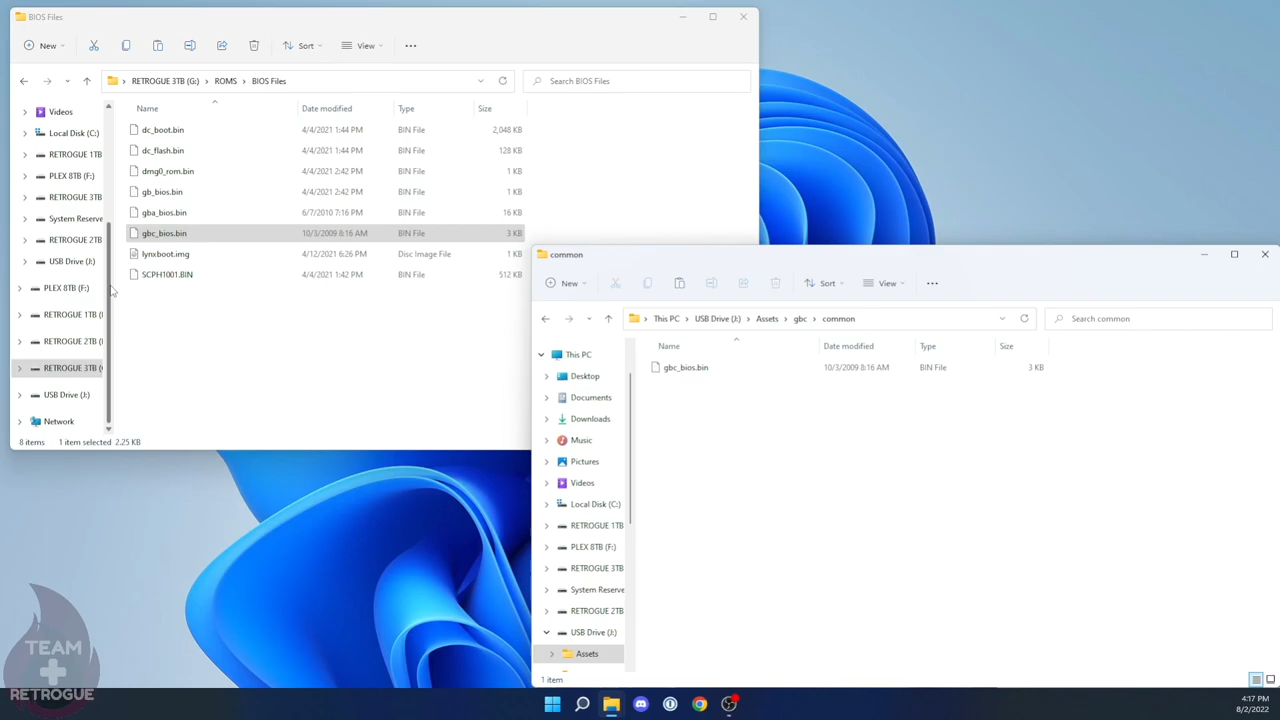 BIOS Files
New
Sort
View
RETROGUE 3TB (G:) > ROMS > BIOS Files
Search BIOS Files
Name Date modified Type Size
Videos
Local Disk (C:)
RETROGUE 1TB
PLEX 8TB (F:)
RETROGUE 3TB
System Reserve
RETROGUE 2TB
USB Drive (J:)
PLEX 8TB (F:)
RETROGUE 1TB (
RETROGUE 2TB (
RETROGUE 3TB (
USB Drive (J:)
Network
dc_boot.bin 4/4/2021 1:44 PM BIN File 2,048 KB
dc_flash.bin 4/4/2021 1:44 PM BIN File 128 KB
dmg0_rom.bin 4/4/2021 2:42 PM BIN File 1 KB
gb_bios.bin 4/4/2021 2:42 PM BIN File 1 KB
gba_bios.bin 6/7/2010 7:16 PM BIN File 16 KB
gbc_bios.bin 10/3/2009 8:16 AM BIN File 3 KB
lynxboot.img 4/12/2021 6:26 PM Disc Image File 1 KB
SCPH1001.BIN 4/4/2021 1:42 PM BIN File 512 KB
8 items 1 item selected 2.25 KB
common
New
Sort
View
This PC > USB Drive (J:) > Assets > gbc > common
Search common
Name Date modified Type Size
This PC
Desktop
Documents
Downloads
Music
Pictures
Videos
Local Disk (C:)
RETROGUE 1TB
PLEX 8TB (F:)
RETROGUE 3TB
System Reserve
RETROGUE 2TB
USB Drive (J:)
Assets
gbc_bios.bin 10/3/2009 8:16 AM BIN File 3 KB
1 item
TEAM
RETROGUE
4:17 PM
8/2/2022